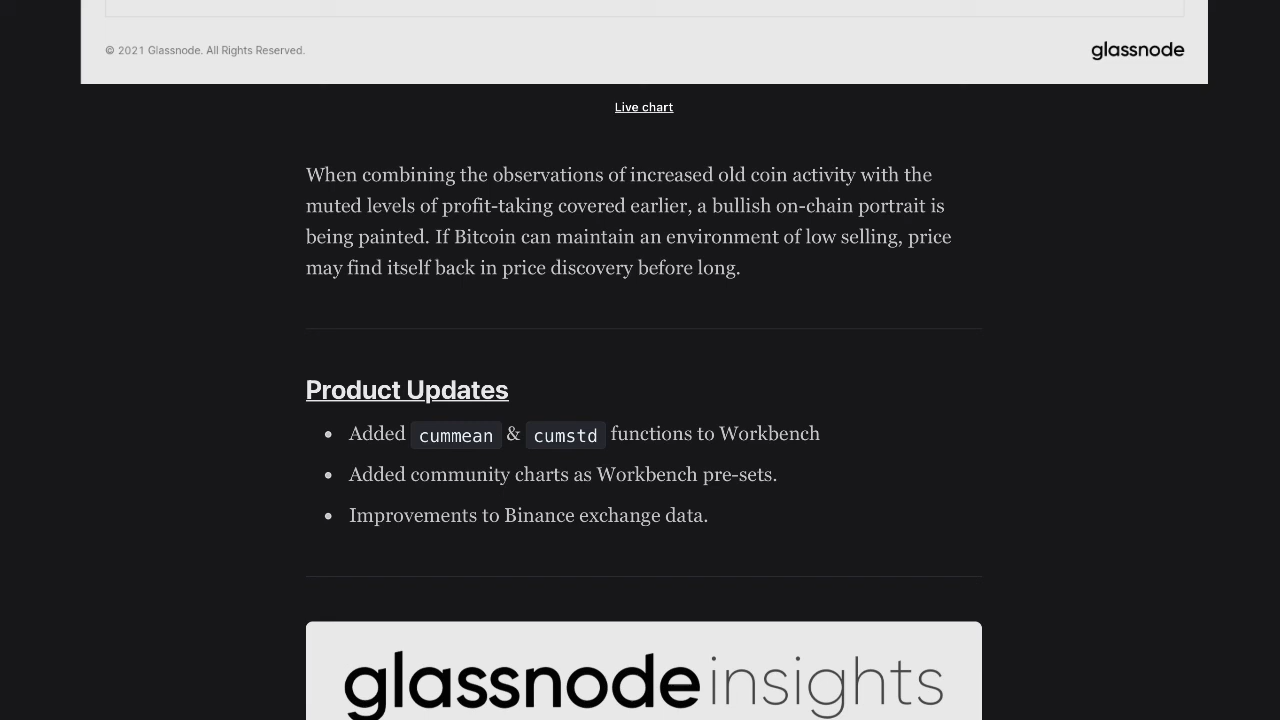 © 2021 Glassnode. All Rights Reserved.
glassnode
Live chart
When combining the observations of increased old coin activity with the
muted levels of profit-taking covered earlier, a bullish on-chain portrait is
being painted. If Bitcoin can maintain an environment of low selling, price
may find itself back in price discovery before long.
Product Updates
• Added cummean & cumstd functions to Workbench
• Added community charts as Workbench pre-sets.
• Improvements to Binance exchange data.
glassnode insights